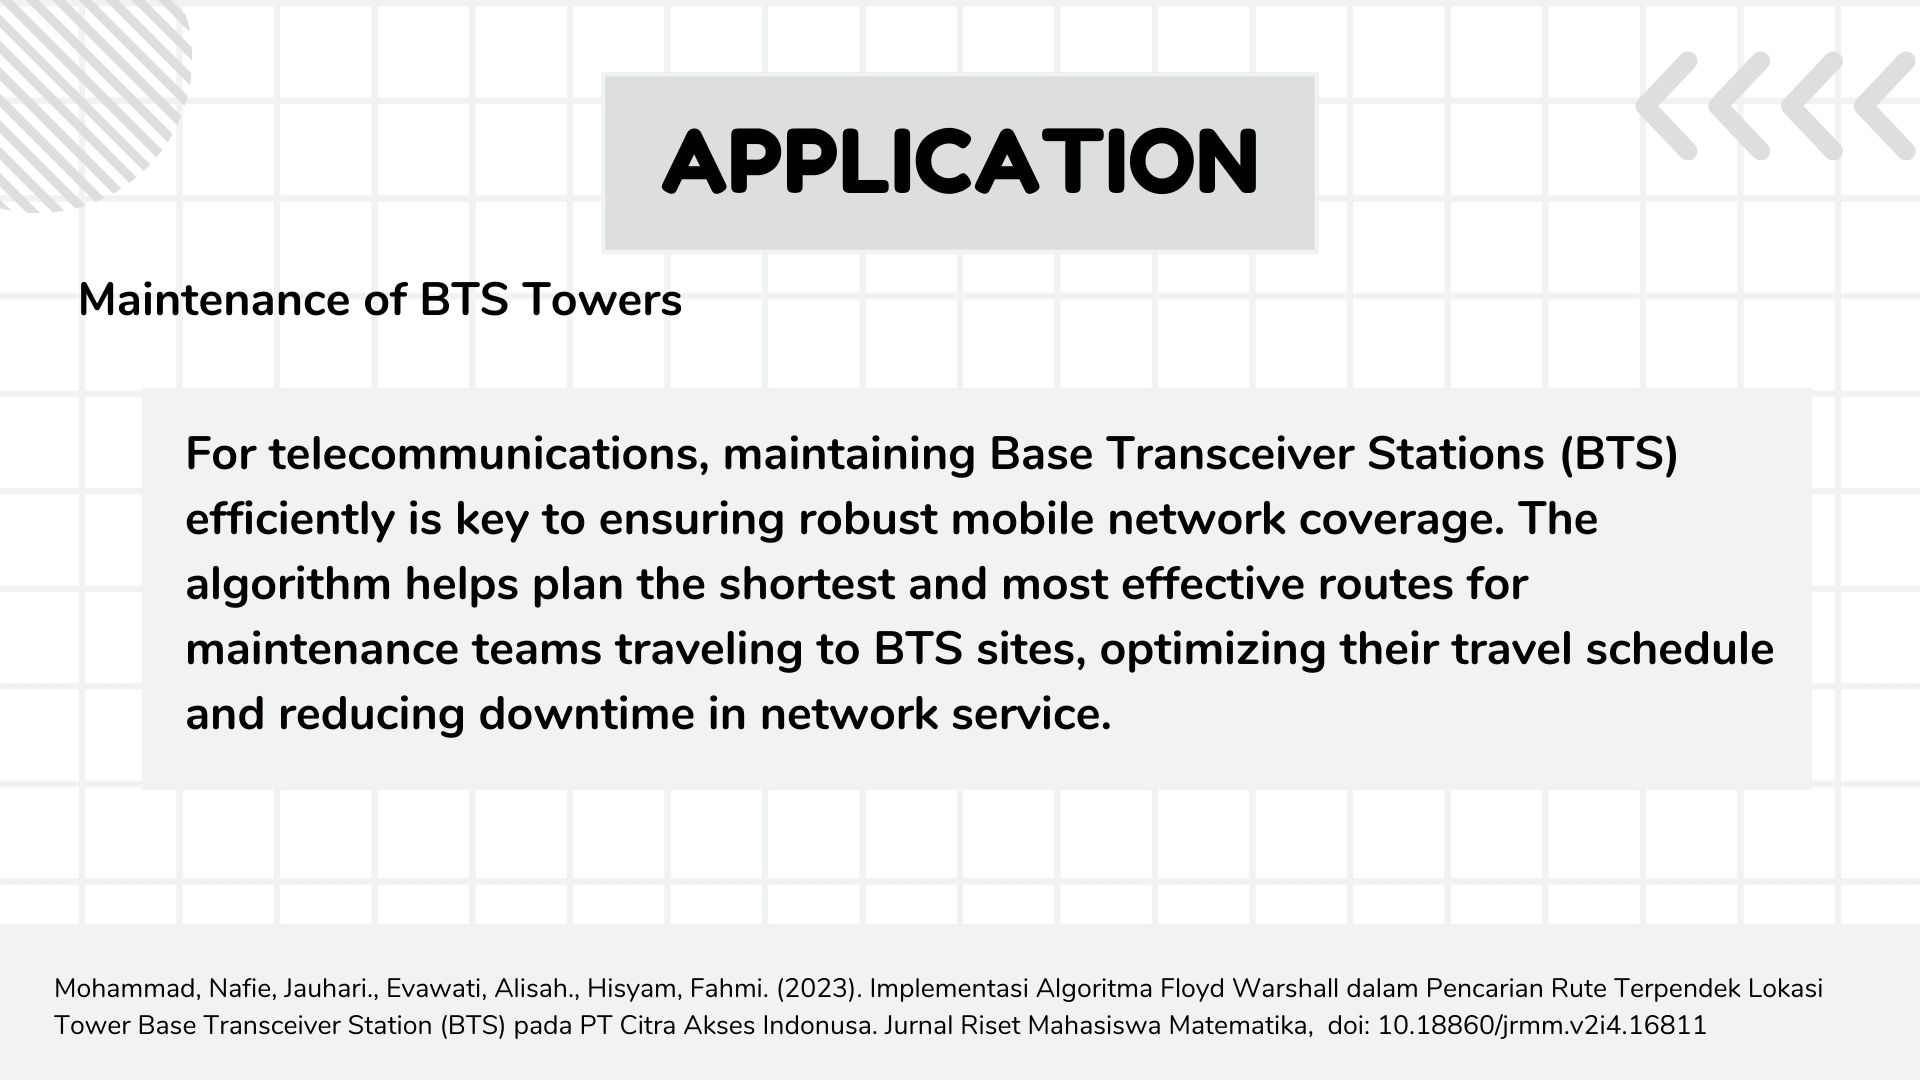 APPLICATION
Maintenance of BTS Towers
For telecommunications, maintaining Base Transceiver Stations (BTS)
efficiently is key to ensuring robust mobile network coverage. The
algorithm helps plan the shortest and most effective routes for
maintenance teams traveling to BTS sites, optimizing their travel schedule
and reducing downtime in network service.
Mohammad, Nafie, Jauhari., Evawati, Alisah., Hisyam, Fahmi. (2023). Implementasi Algoritma Floyd Warshall dalam Pencarian Rute Terpendek Lokasi
Tower Base Transceiver Station (BTS) pada PT Citra Akses Indonusa. Jurnal Riset Mahasiswa Matematika,  doi: 10.18860/jrmm.v2i4.16811